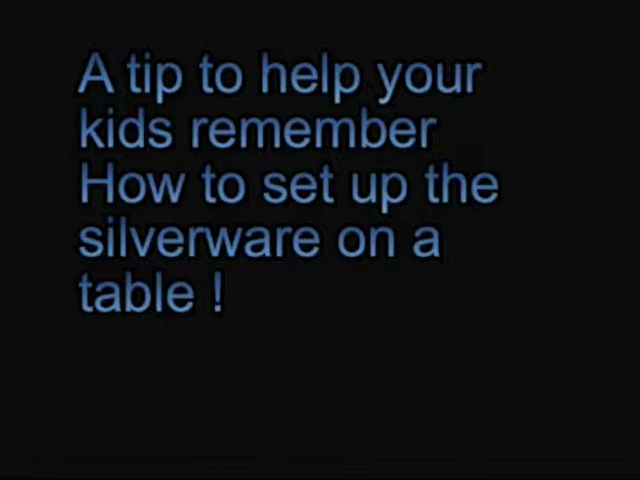 A tip to help your
kids remember
How to set up the
silverware on a
table !